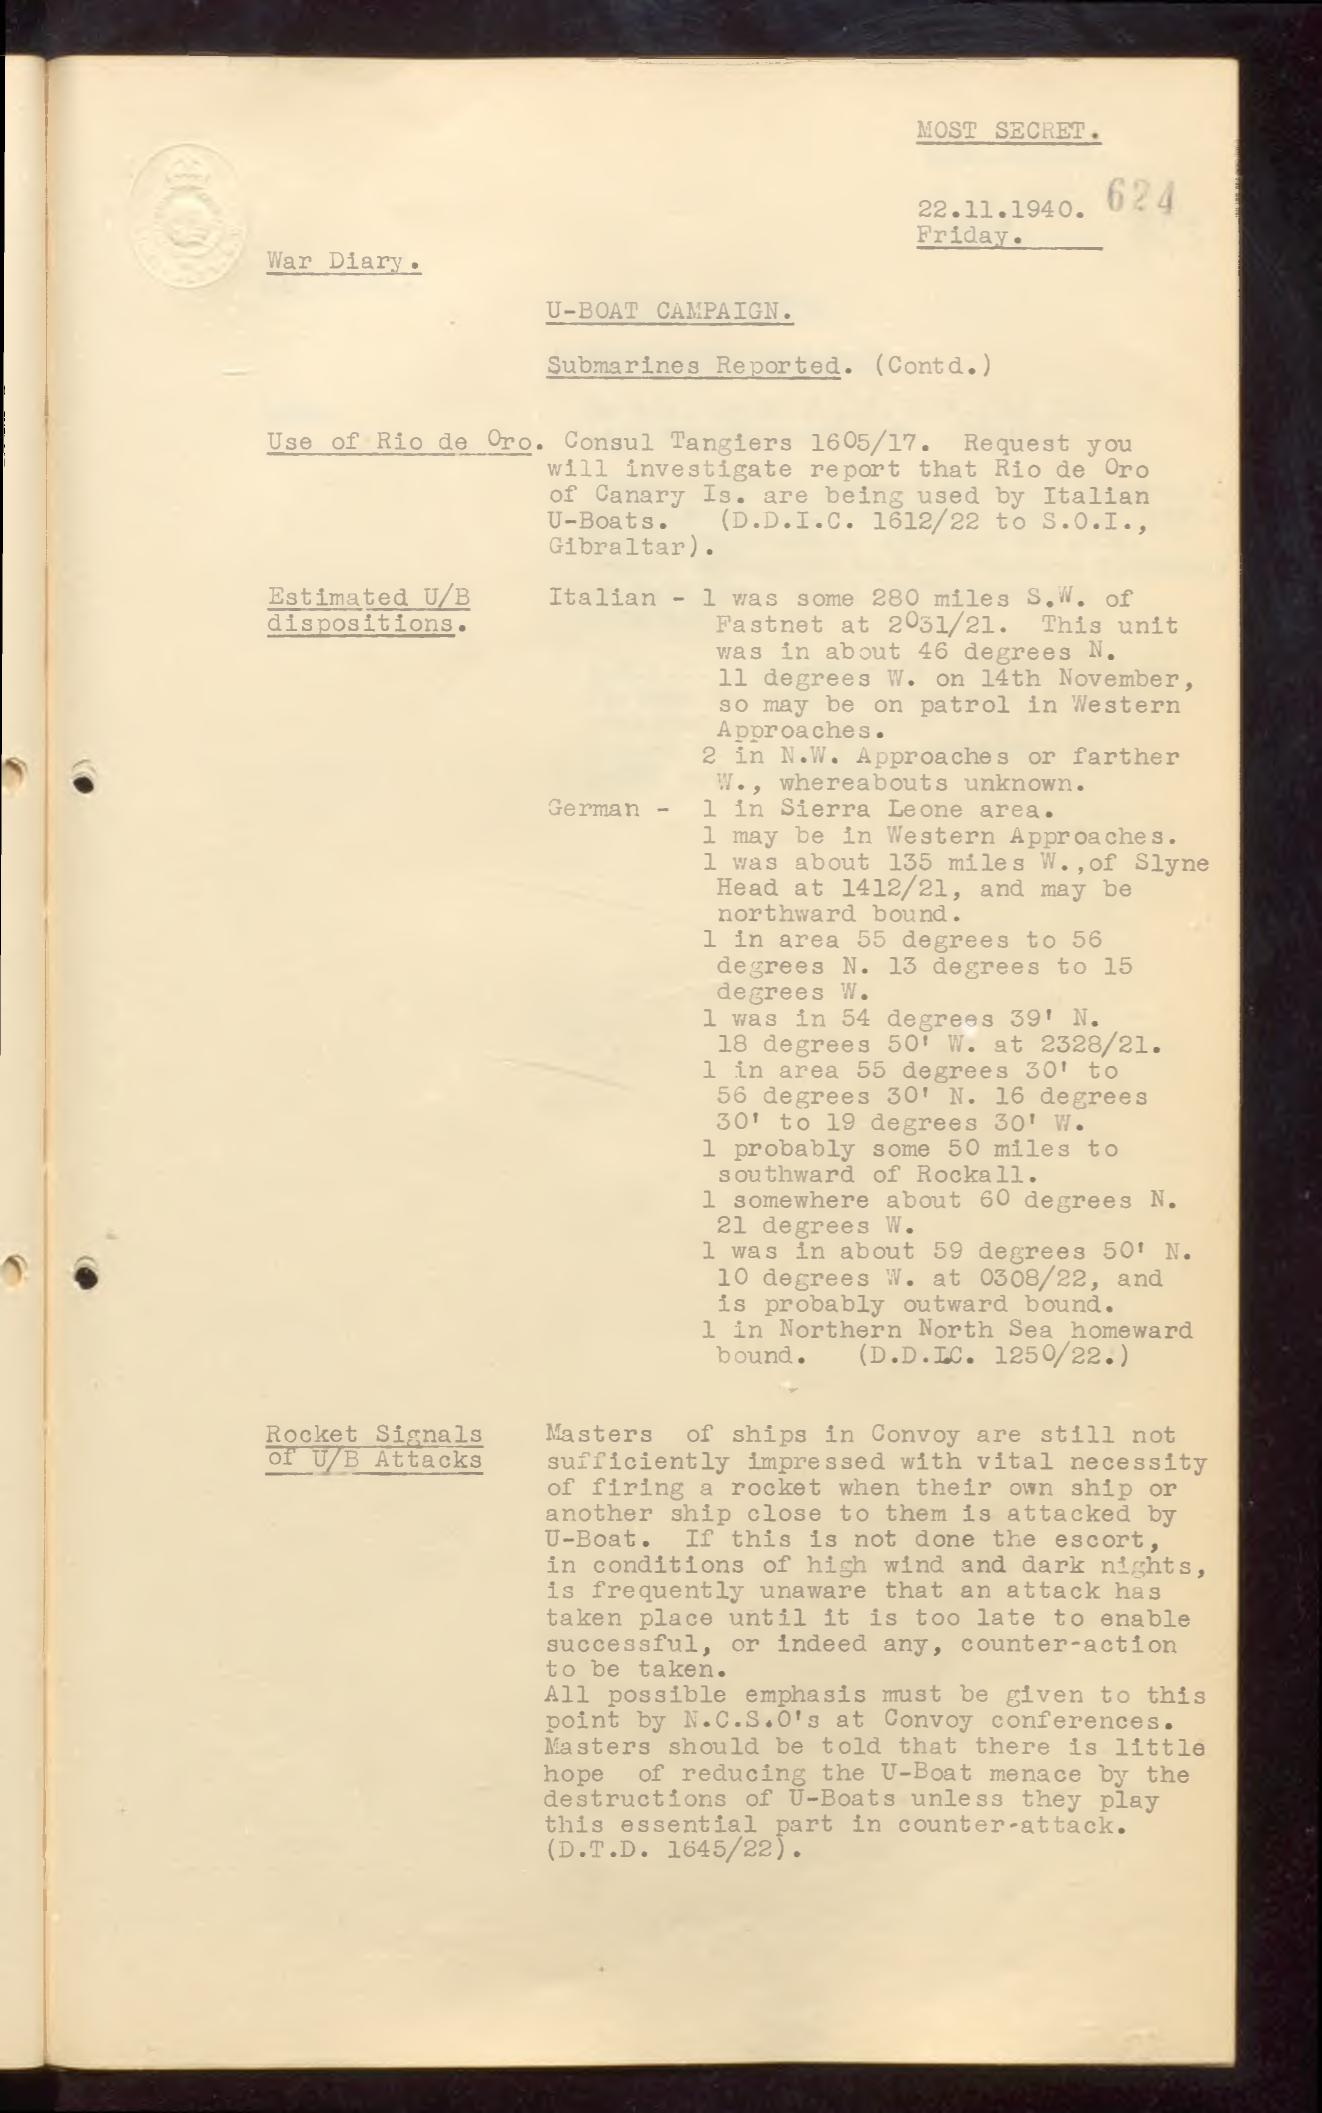 MOST SECRET.
624
22.11.1940.
Friday.
War Diary.
U-BOAT CAMPAIGN.
Submarines Reported. (Contd.)
Use of Rio de Oro. Consul Tangiers 1605/17. Request you
will investigate report that Rio de Oro
of Canary Is. are being used by Italian
U-Boats. (D.D.I.C. 1612/22 to S.O.I.,
Gibraltar).
Estimated U/B
dispositions.
Italian - 1 was some 280 miles S.W. of
Fastnet at 2031/21. This unit
was in about 46 degrees N.
11 degrees W. on 14th November,
so may be on patrol in Western
Approaches.
2 in N.W. Approaches or farther
W., whereabouts unknown.
German - 1 in Sierra Leone area.
1 may be in Western Approaches.
1 was about 135 miles W.,of Slyne
Head at 1412/21, and may be
northward bound.
1 in area 55 degrees to 56
degrees N. 13 degrees to 15
degrees W.
1 was in 54 degrees 39' N.
18 degrees 50' W. at 2328/21.
1 in area 55 degrees 30' to
56 degrees 30' N. 16 degrees
30' to 19 degrees 30' W.
1 probably some 50 miles to
southward of Rockall.
1 somewhere about 60 degrees N.
21 degrees W.
1 was in about 59 degrees 50' N.
10 degrees W. at 0308/22, and
is probably outward bound.
1 in Northern North Sea homeward
bound. (D.D.I.C. 1250/22.)
Rocket Signals
of U/B Attacks
Masters of ships in Convoy are still not
sufficiently impressed with vital necessity
of firing a rocket when their own ship or
another ship close to them is attacked by
U-Boat. If this is not done the escort,
in conditions of high wind and dark nights,
is frequently unaware that an attack has
taken place until it is too late to enable
successful, or indeed any, counter-action
to be taken.
All possible emphasis must be given to this
point by N.C.S.O's at Convoy conferences.
Masters should be told that there is little
hope of reducing the U-Boat menace by the
destructions of U-Boats unless they play
this essential part in counter-attack.
(D.T.D. 1645/22).